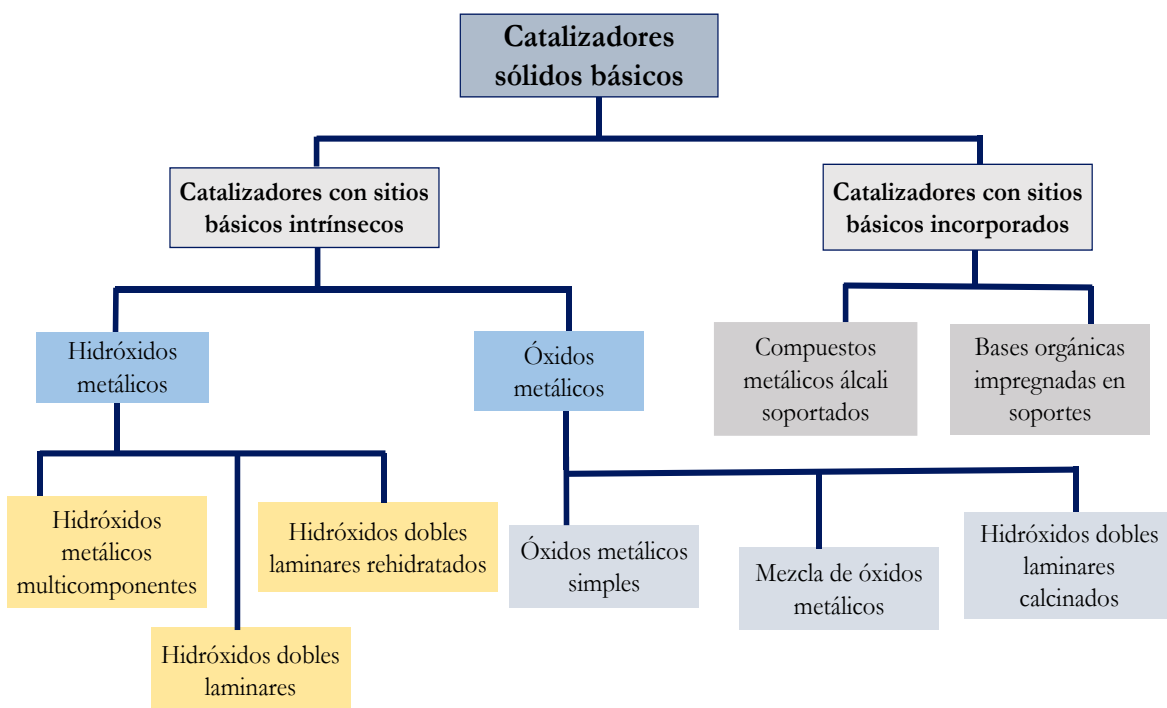 Catalizadores
sólidos básicos
Catalizadores con sitios
básicos intrínsecos
Catalizadores con sitios
básicos incorporados
Hidróxidos
metálicos
Óxidos
metálicos
Compuestos
metálicos álcali
soportados
Bases orgánicas
impregnadas en
soportes
Hidróxidos
metálicos
multicomponentes
Hidróxidos dobles
laminares
Hidróxidos dobles
laminares rehidratados
Óxidos metálicos
simples
Mezcla de óxidos
metálicos
Hidróxidos dobles
laminares
calcinados